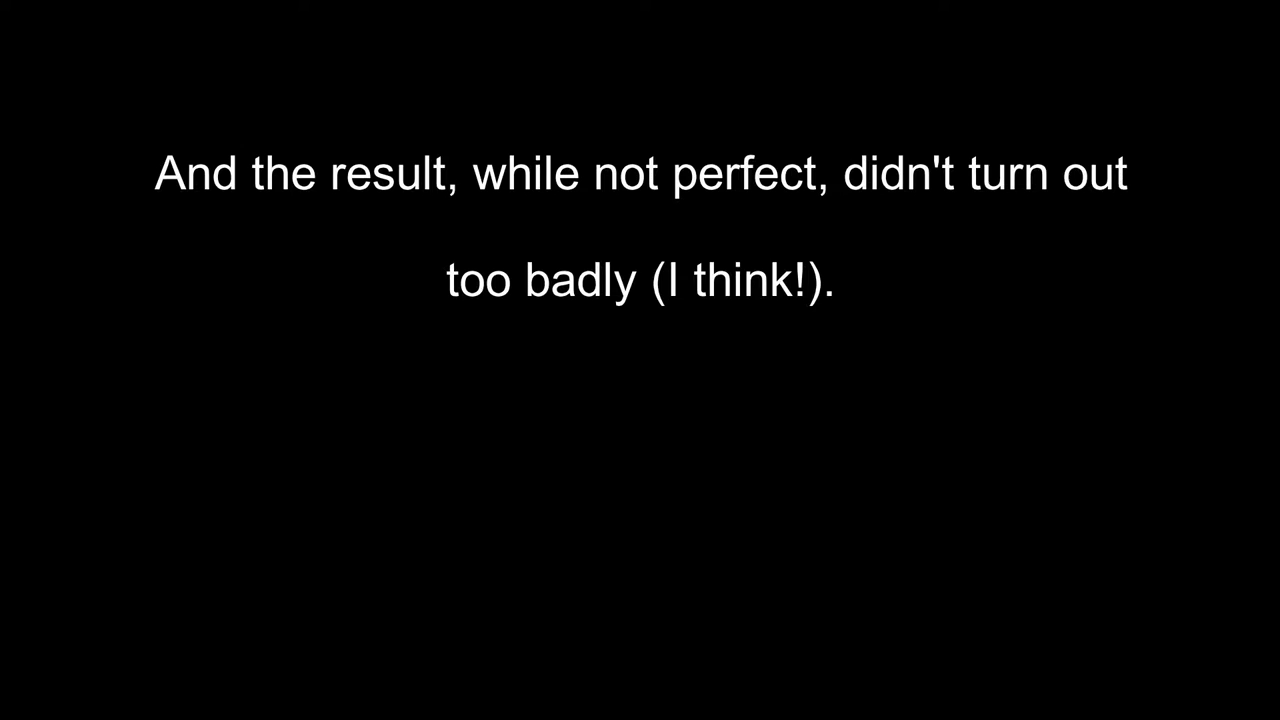 And the result, while not perfect, didn't turn out
too badly (I think!).